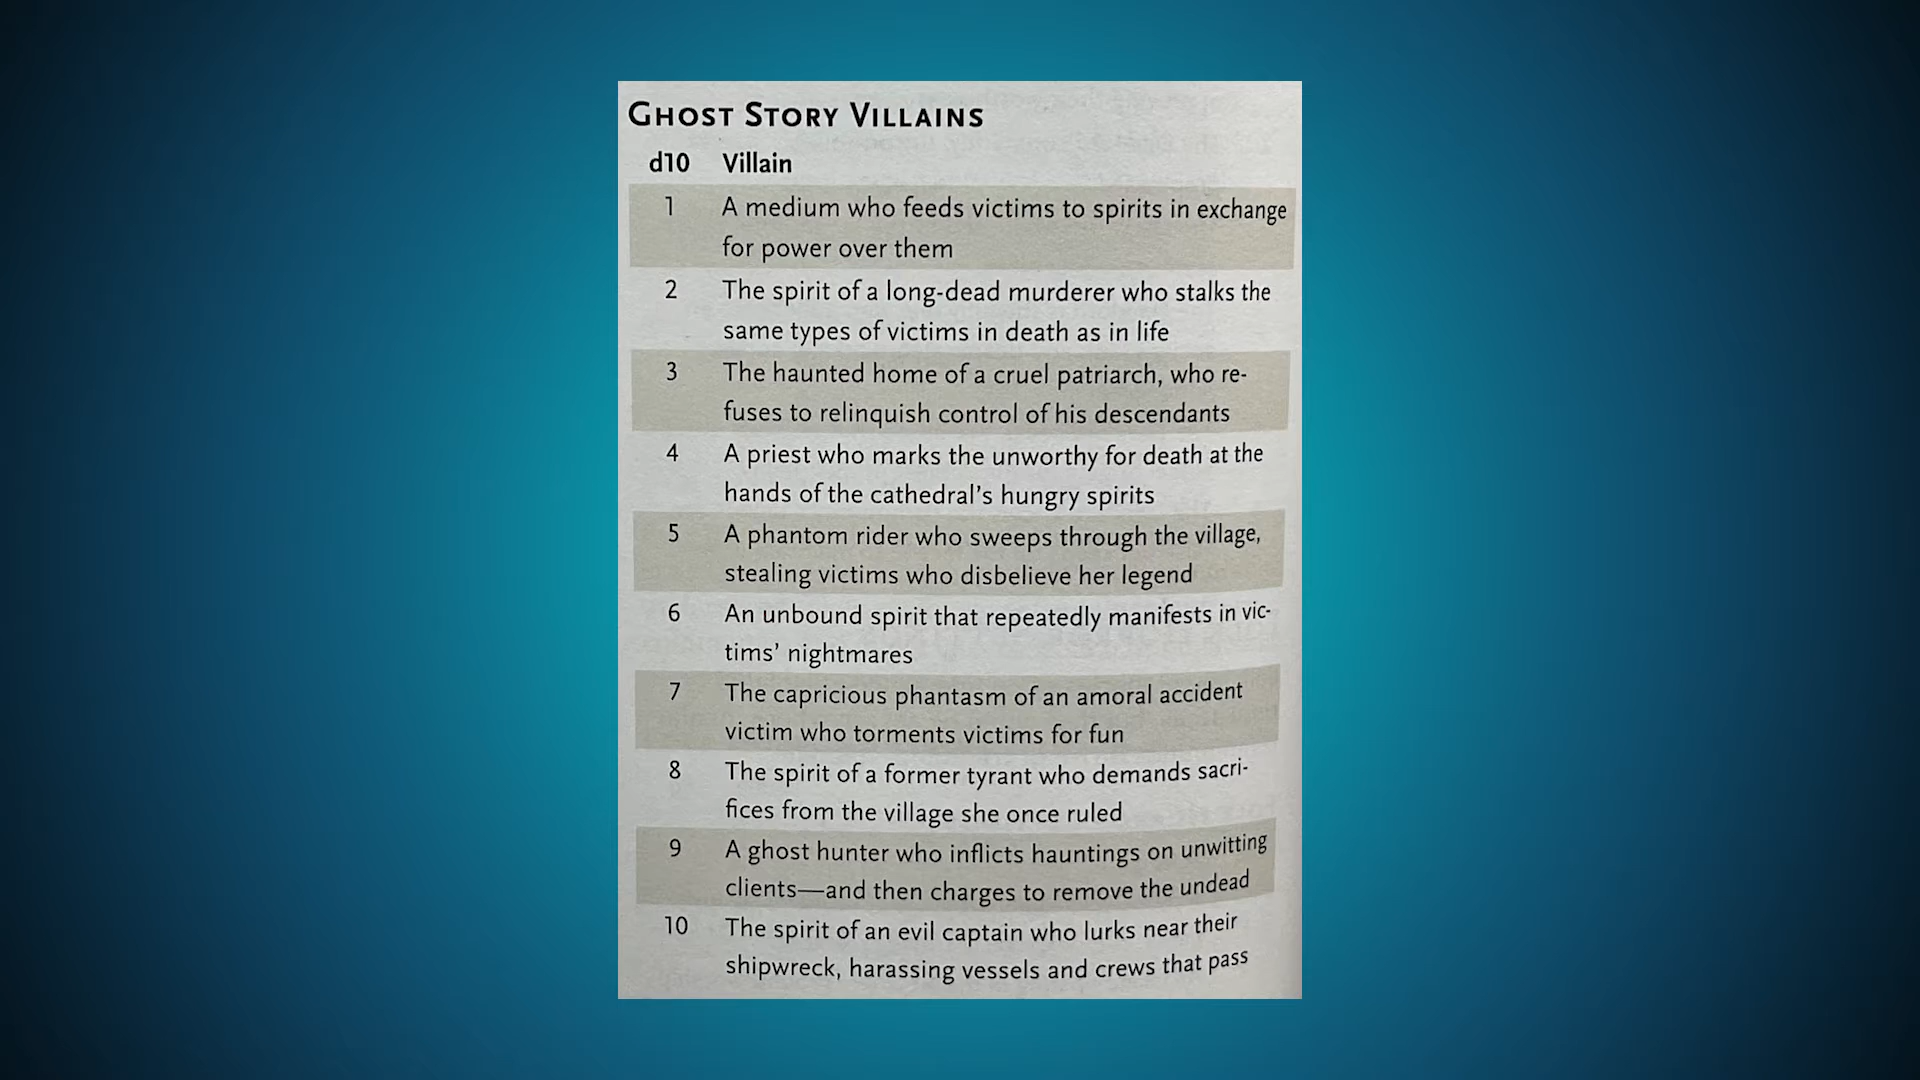 Ghost Story Villains
d10 Villain
1 A medium who feeds victims to spirits in exchange
for power over them
2 The spirit of a long-dead murderer who stalks the
same types of victims in death as in life
3 The haunted home of a cruel patriarch, who re-
fuses to relinquish control of his descendants
4 A priest who marks the unworthy for death at the
hands of the cathedral’s hungry spirits
5 A phantom rider who sweeps through the village,
stealing victims who disbelieve her legend
6 An unbound spirit that repeatedly manifests in vic-
tims’ nightmares
7 The capricious phantasm of an amoral accident
victim who torments victims for fun
8 The spirit of a former tyrant who demands sacri-
fices from the village she once ruled
9 A ghost hunter who inflicts hauntings on unwitting
clients—and then charges to remove the undead
10 The spirit of an evil captain who lurks near their
shipwreck, harassing vessels and crews that pass